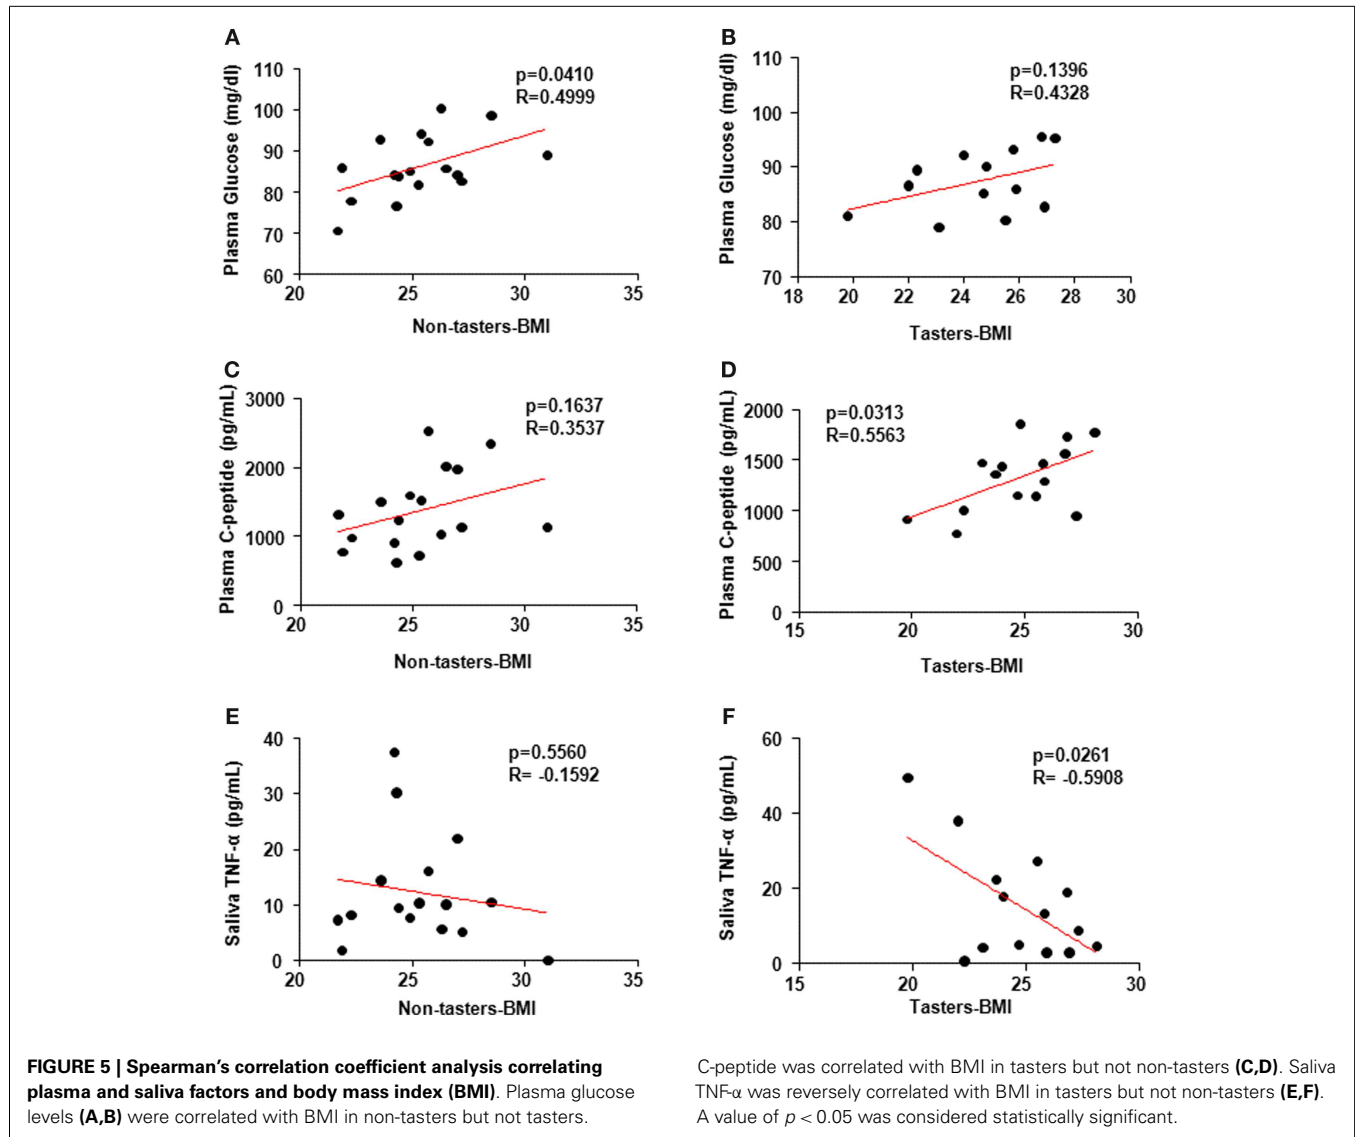 A
p=0.0410
R=0.4999
Plasma Glucose (mg/dl)
110
100
90
80
70
60
20
25
30
35
Non-tasters-BMI
B
p=0.1396
R=0.4328
Plasma Glucose (mg/dl)
110
100
90
80
70
18
20
22
24
26
28
30
Tasters-BMI
C
p=0.1637
R=0.3537
Plasma C-peptide (pg/mL)
3000
2000
1000
0
20
25
30
35
Non-tasters-BMI
D
p=0.0313
R=0.5563
Plasma C-peptide (pg/mL)
2000
1500
1000
500
0
15
20
25
30
Tasters-BMI
E
p=0.5560
R= -0.1592
Saliva TNF-α (pg/mL)
40
30
20
10
0
20
25
30
35
Non-tasters-BMI
F
p=0.0261
R= -0.5908
Saliva TNF-α (pg/mL)
60
40
20
0
15
20
25
30
Tasters-BMI
FIGURE 5 | Spearman's correlation coefficient analysis correlating
plasma and saliva factors and body mass index (BMI). Plasma glucose
levels (A,B) were correlated with BMI in non-tasters but not tasters.
C-peptide was correlated with BMI in tasters but not non-tasters (C,D). Saliva
TNF-α was reversely correlated with BMI in tasters but not non-tasters (E,F).
A value of p < 0.05 was considered statistically significant.